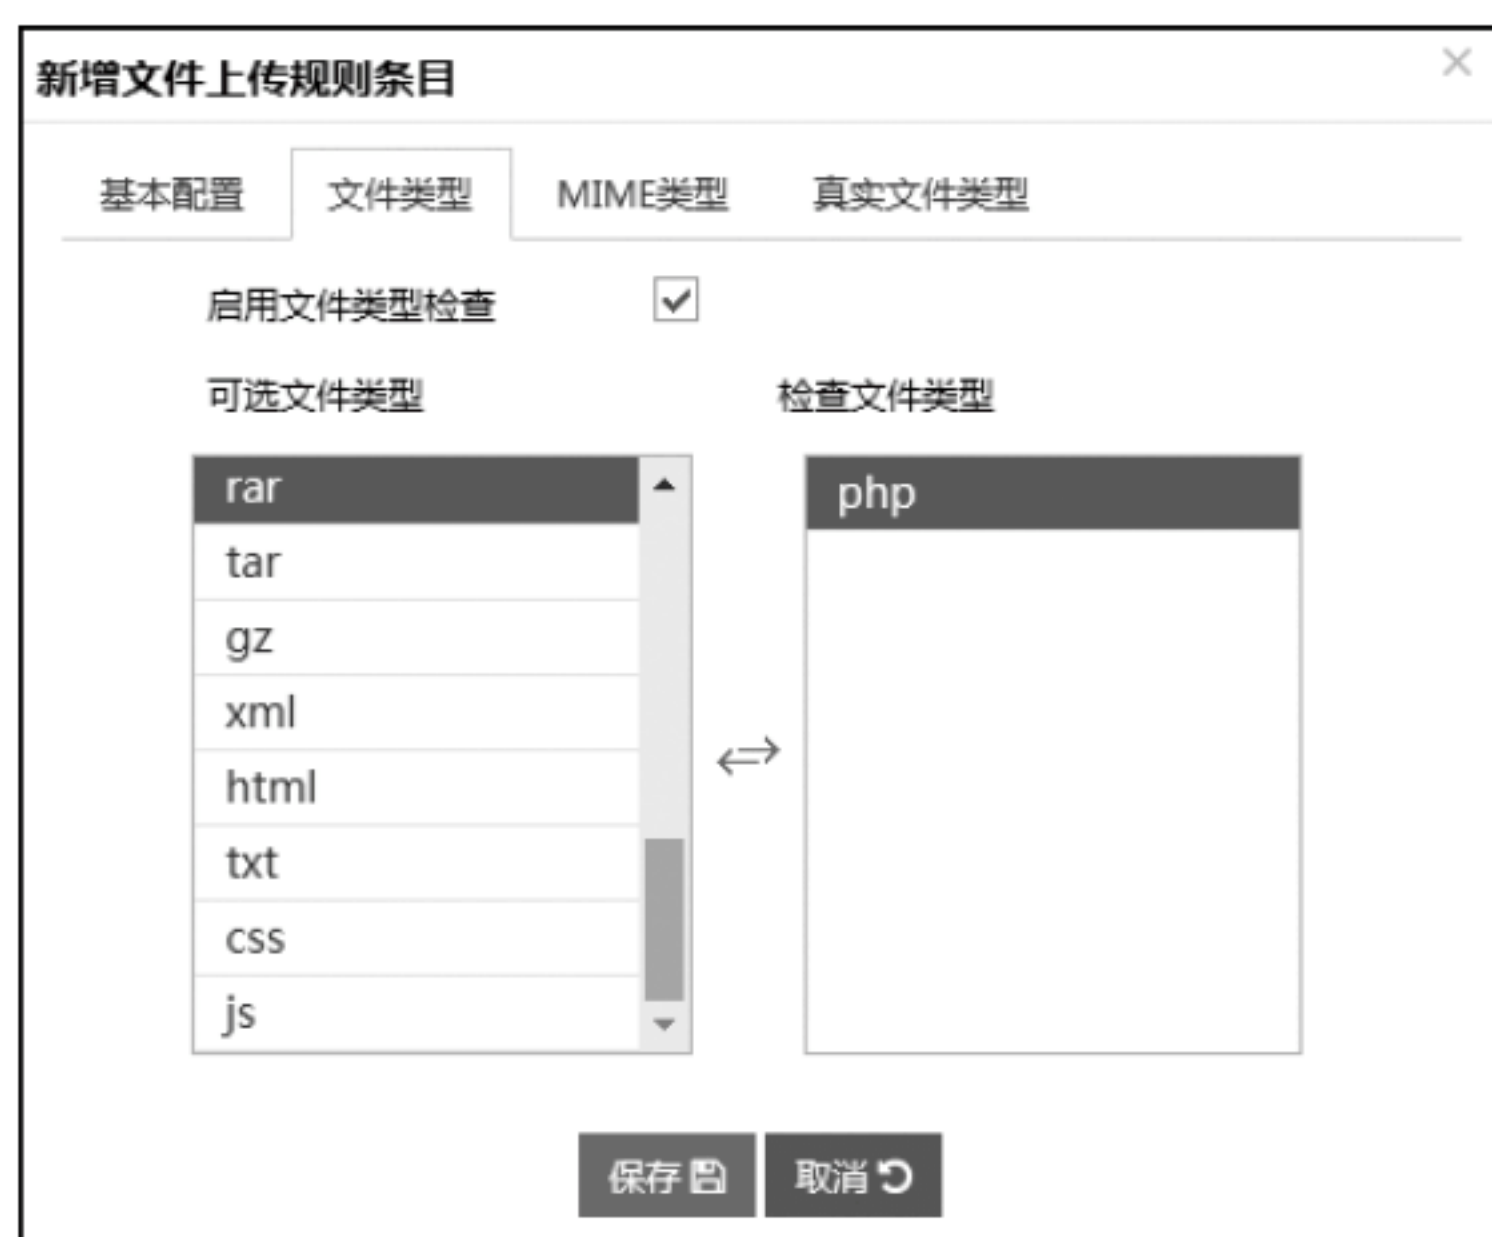 新增文件上传规则条目
基本配置 文件类型 MIME类型 真实文件类型
启用文件类型检查
可选文件类型 检查文件类型
rar php
tar
gz
xml
html
txt
css
js
保存 取消